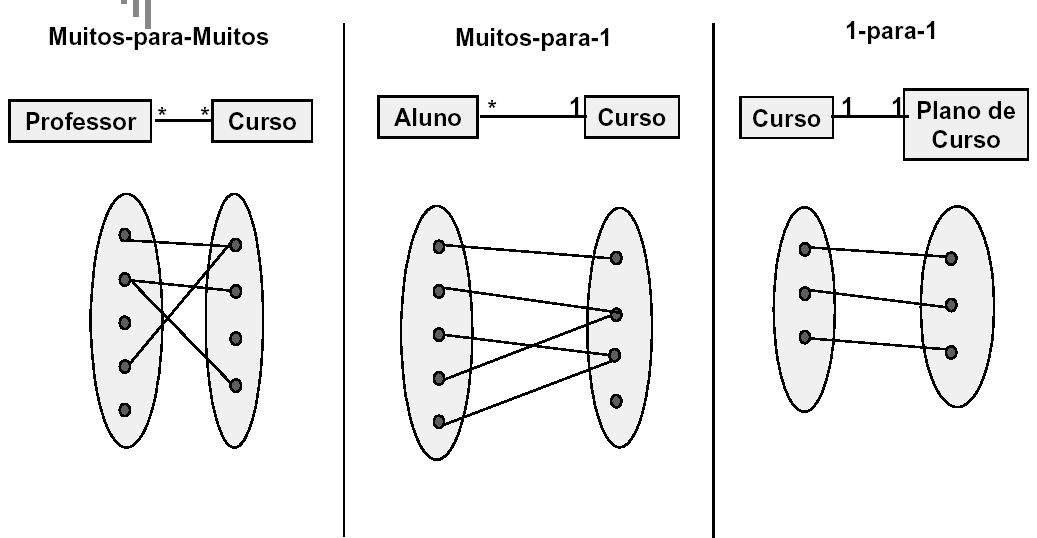 Muitos-para-Muitos
Professor * * Curso
Muitos-para-1
Aluno * 1 Curso
1-para-1
Curso 1 1 Plano de
Curso